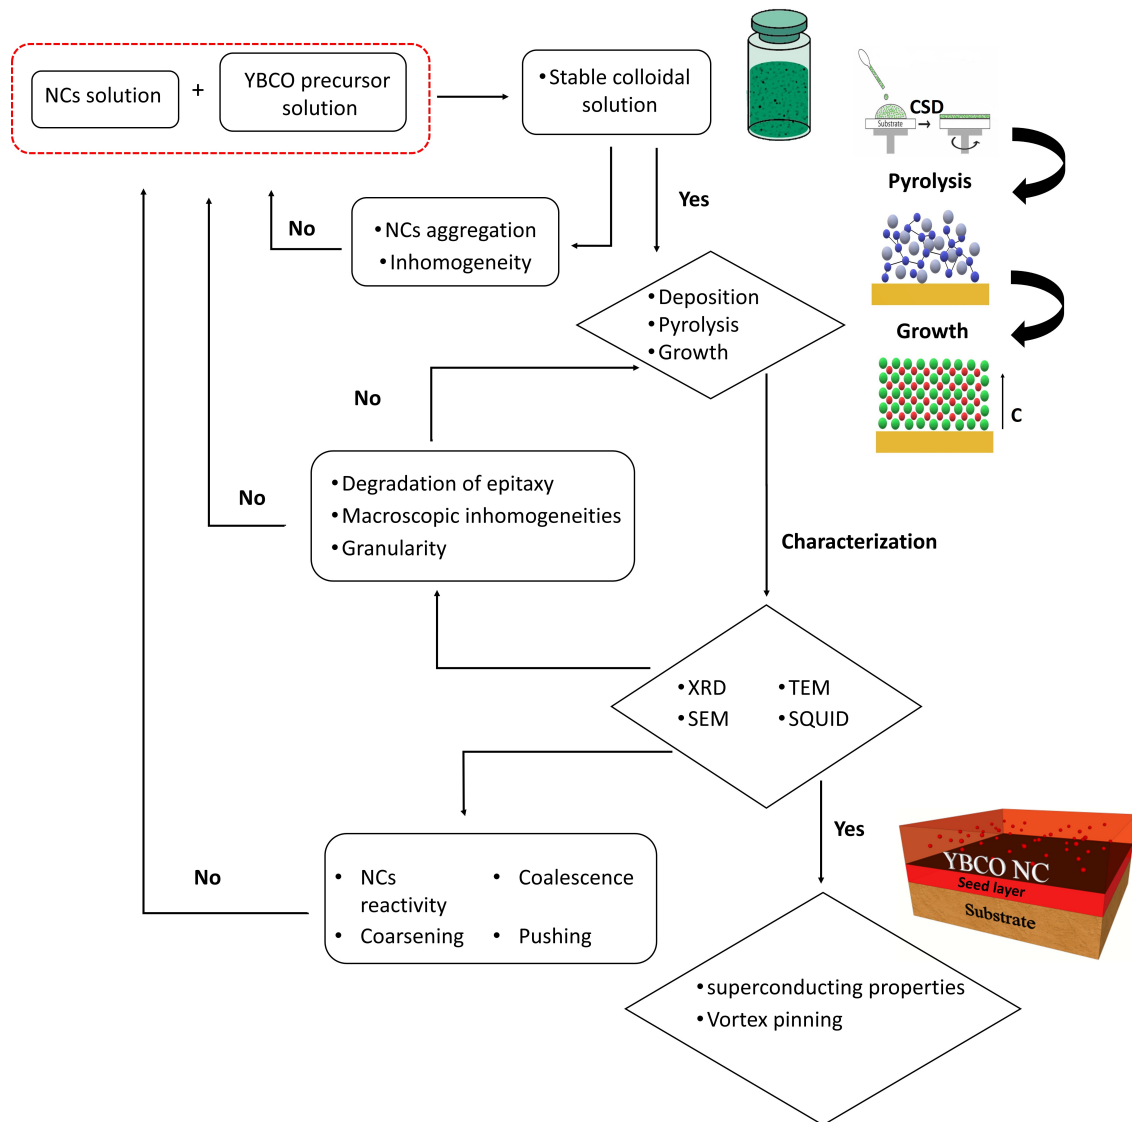 NCs solution
+
YBCO precursor
solution
• Stable colloidal
solution
CSD
Substrate
Pyrolysis
Yes
No
• NCs aggregation
• Inhomogeneity
• Deposition
• Pyrolysis
• Growth
Growth
C
No
No
• Degradation of epitaxy
• Macroscopic inhomogeneities
• Granularity
Characterization
• XRD
• TEM
• SEM
• SQUID
Yes
YBCO NC
Seed layer
Substrate
No
• NCs
reactivity
• Coalescence
• Coarsening
• Pushing
• superconducting properties
• Vortex pinning